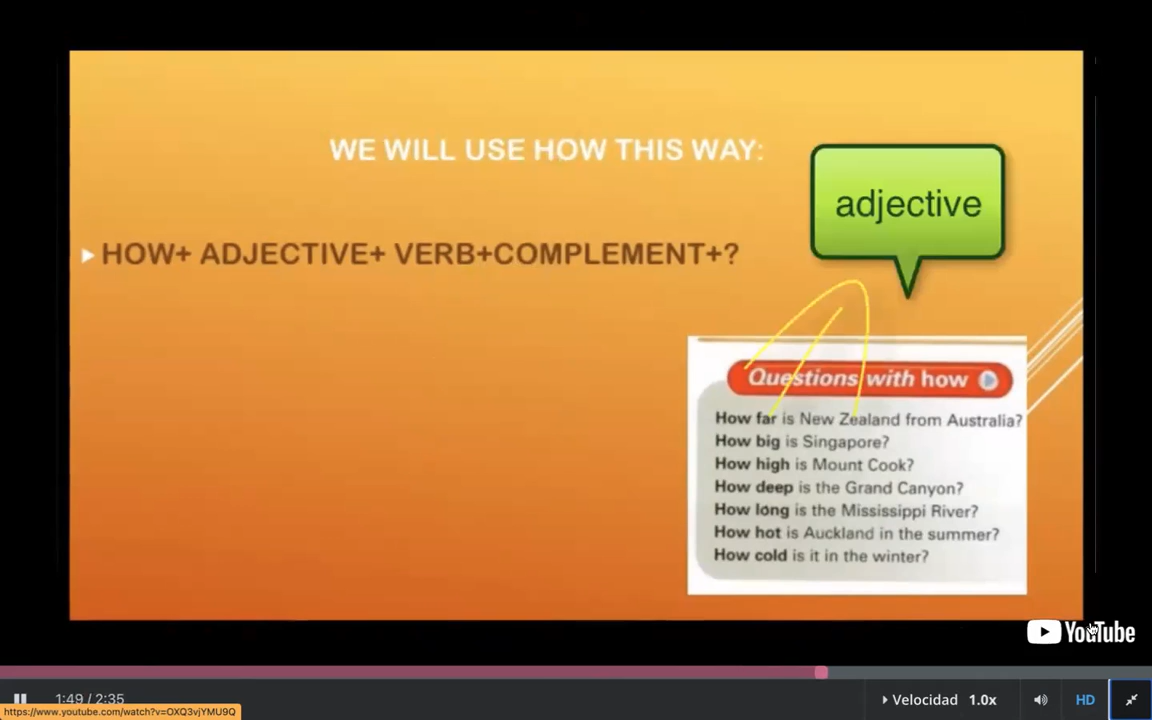 WE WILL USE HOW THIS WAY:
adjective
HOW+ ADJECTIVE+ VERB+COMPLEMENT+?
Questions with how
How far is New Zealand from Australia?
How big is Singapore?
How high is Mount Cook?
How deep is the Grand Canyon?
How long is the Mississippi River?
How hot is Auckland in the summer?
How cold is it in the winter?
YouTube
1:49 / 2:35
Velocidad 1.0x
HD
https://www.youtube.com/watch?v=OXQ3vjYMU9Q